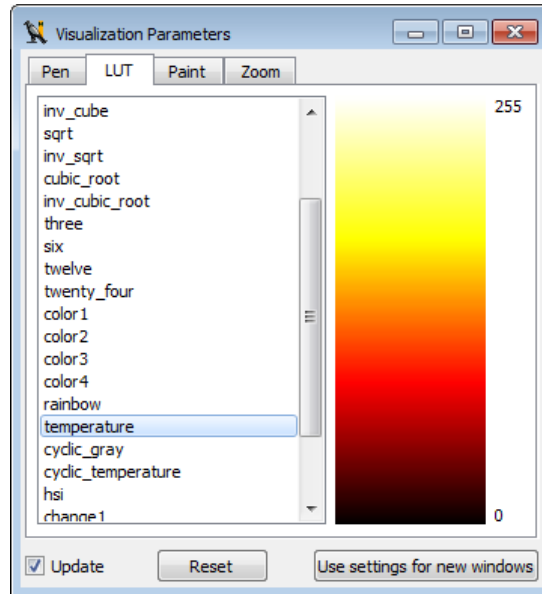 Visualization Parameters
Pen LUT Paint Zoom
inv_cube
sqrt
inv_sqrt
cubic_root
inv_cubic_root
three
six
twelve
twenty_four
color1
color2
color3
color4
rainbow
temperature
cyclic_gray
cyclic_temperature
hsi
change1
255
0
Update Reset Use settings for new windows